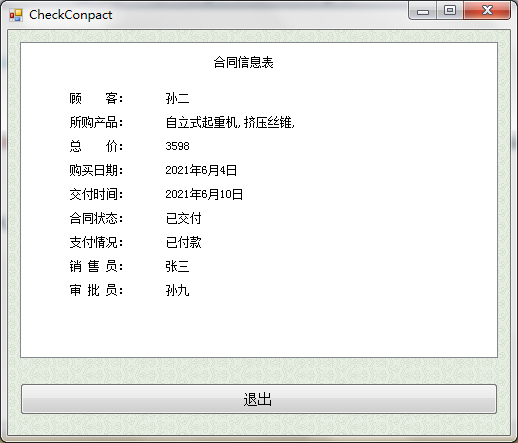 CheckConpact
合同信息表
顾　　客： 孙二
所购产品： 自立式起重机,挤压丝锥,
总　　价： 3598
购买日期： 2021年6月4日
交付时间： 2021年6月10日
合同状态： 已交付
支付情况： 已付款
销 售 员： 张三
审 批 员： 孙九
退出